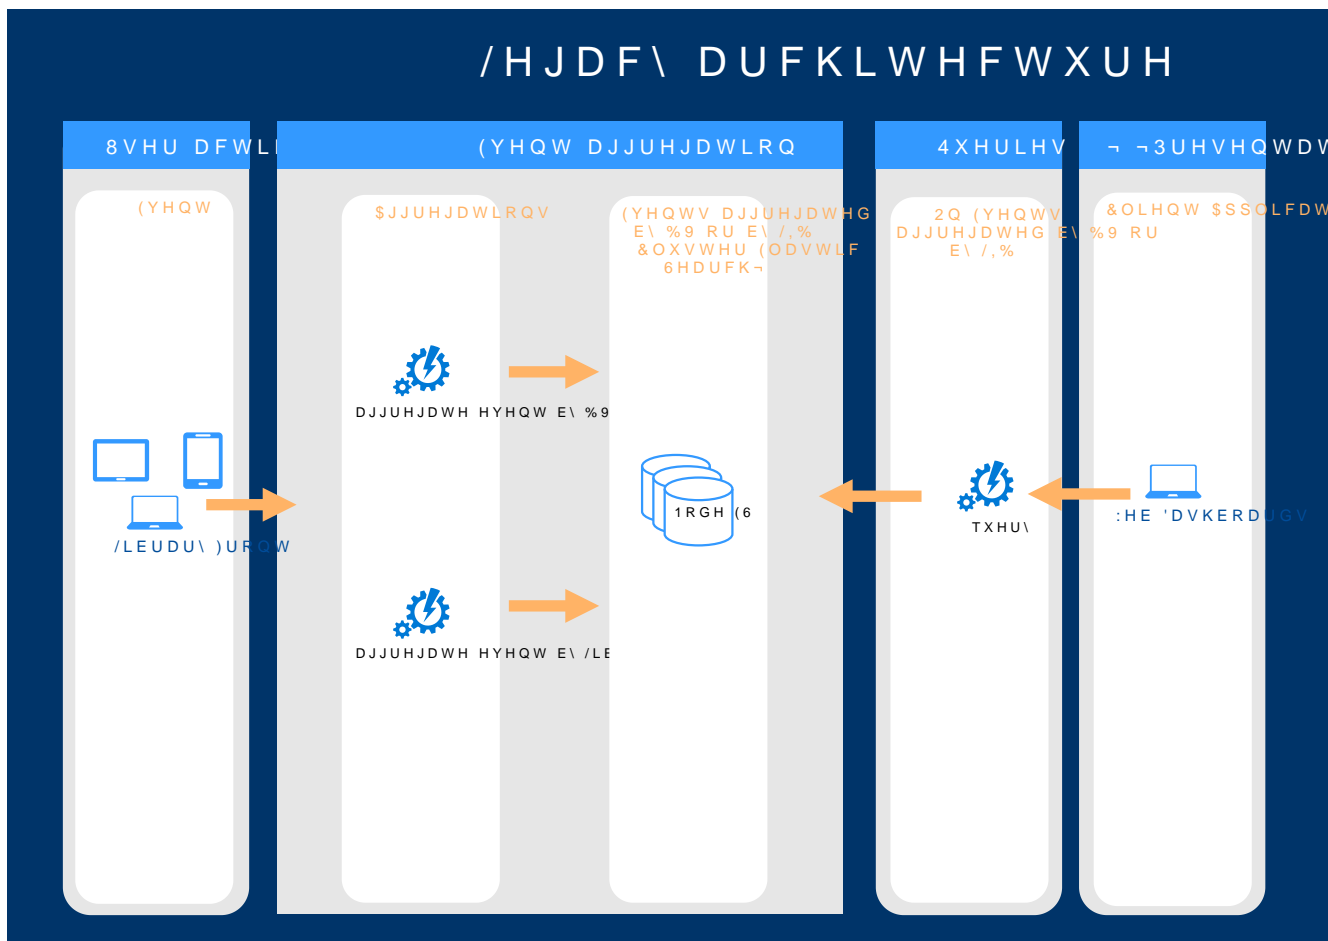 /HJDF\ DUFKLWHFWXUH
8VHU DFWL
(YHQW DJJUHJDWLRQ
4XHULHV
¬ ¬3UHVHQWDW
(YHQW
$JJUHJDWLRQV
(YHQWV DJJUHJDWHG
E\ %9 RU E\ /,%
&OXVWHU (ODVWLF
6HDUFK¬
2Q (YHQWV
DJJUHJDWHG E\ %9 RU
E\ /,%
&OLHQW $SSOLFDW
DJJUHJDWH HYHQW E\ %9
/LEUDU\ )URQW
1RGH (6
TXHU\
:HE 'DVKERDUGV
DJJUHJDWH HYHQW E\ /LE